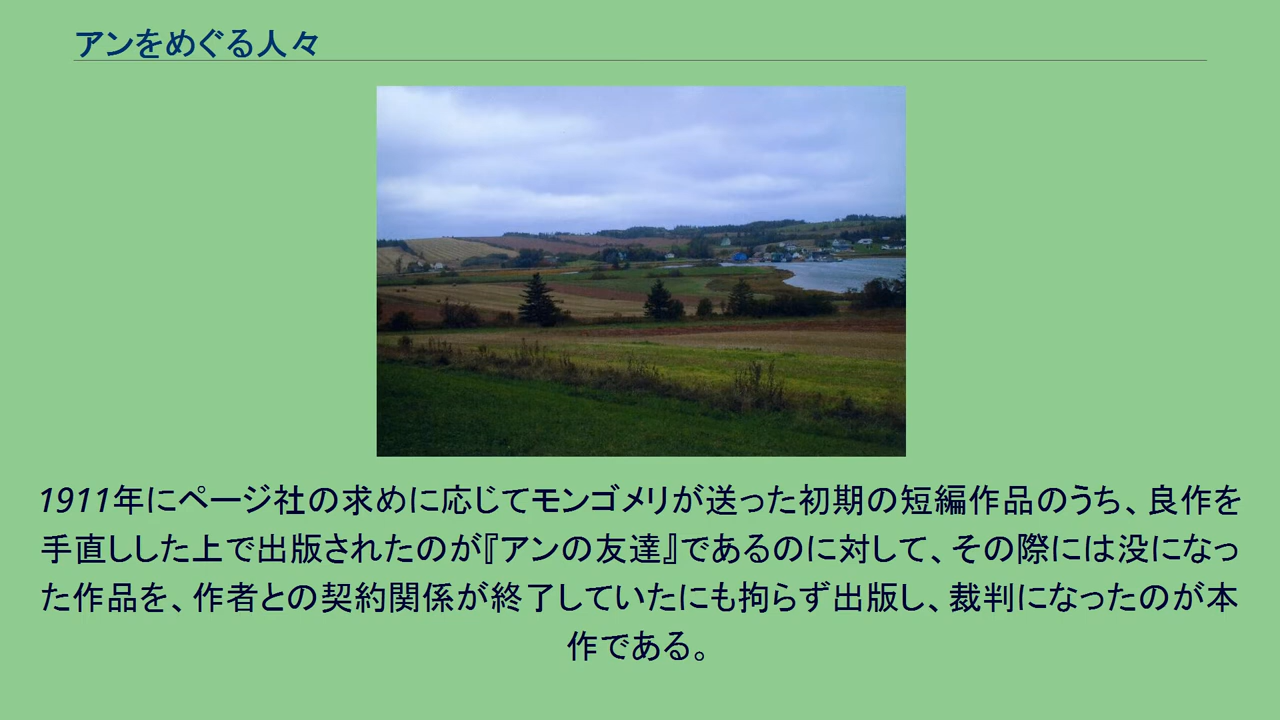 アンをめぐる人々
1911年にページ社の求めに応じてモンゴメリが送った初期の短編作品のうち、良作を
手直しした上で出版されたのが『アンの友達』であるのに対して、その際には没になっ
た作品を、作者との契約関係が終了していたにも拘らず出版し、裁判になったのが本
作である。